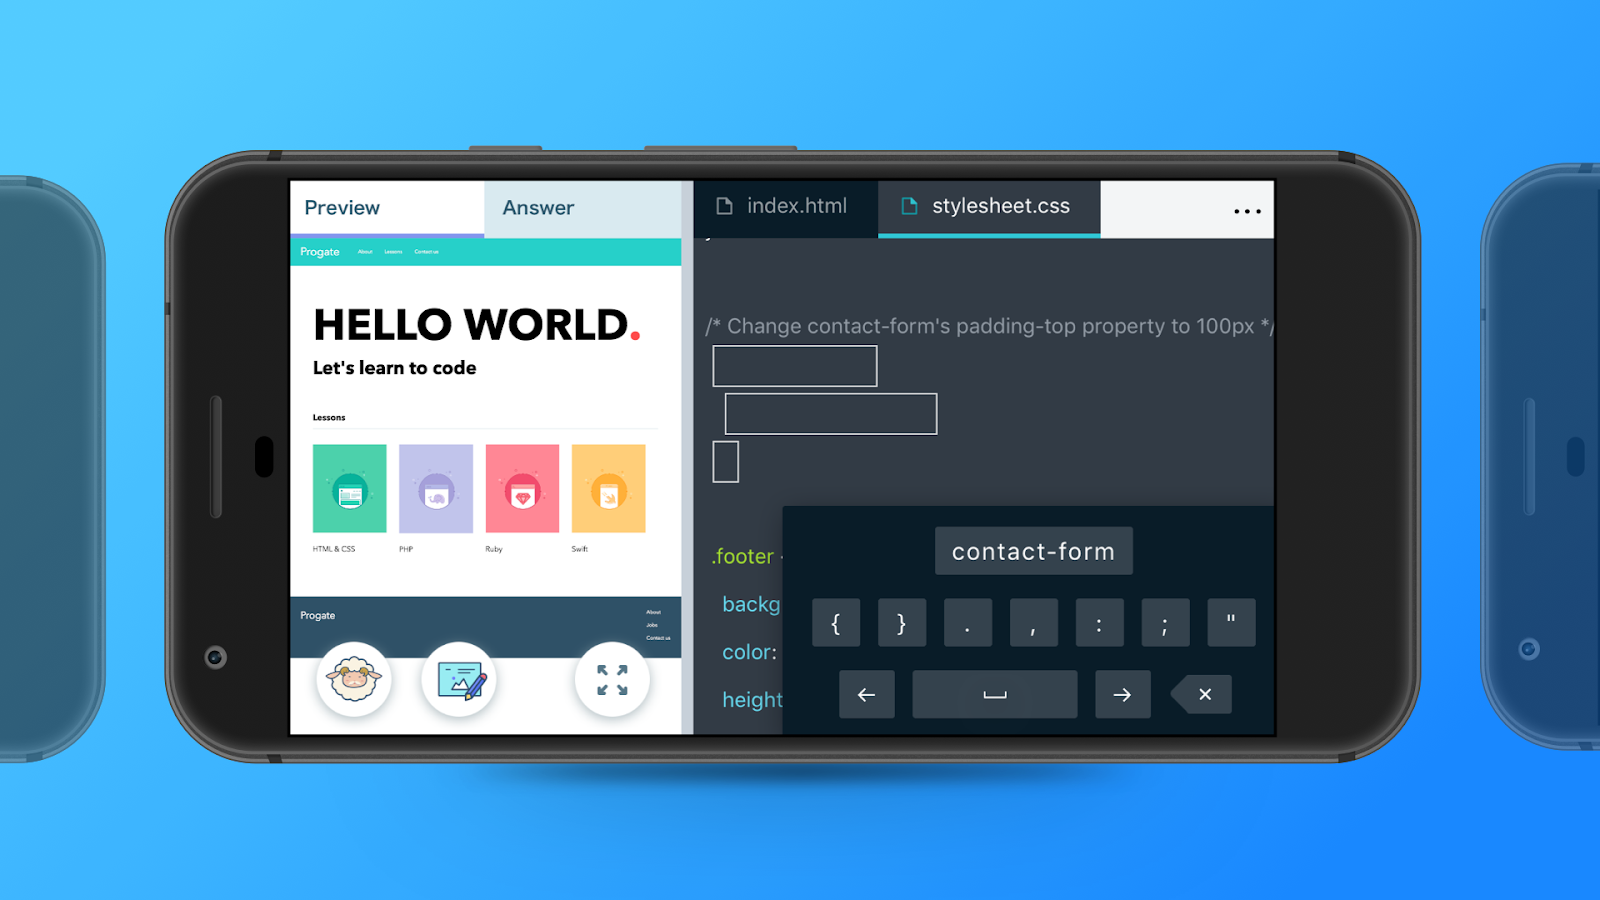 Preview
Answer
Progate
About
Lessons
Contact us
HELLO WORLD.
Let's learn to code
Lessons
HTML & CSS
PHP
Ruby
Swift
Progate
About
Jobs
Contact us
index.html
stylesheet.css
...
/* Change contact-form's padding-top property to 100px */
.footer
backg
color:
height
contact-form
{ } . , : ; "